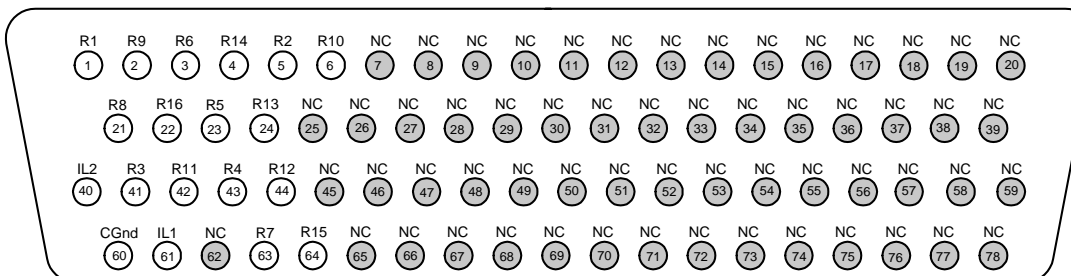 R1 R9 R6 R14 R2 R10 NC NC NC NC NC NC NC NC NC NC NC NC NC NC
1 2 3 4 5 6 7 8 9 10 11 12 13 14 15 16 17 18 19 20
R8 R16 R5 R13 NC NC NC NC NC NC NC NC NC NC NC NC NC NC NC
21 22 23 24 25 26 27 28 29 30 31 32 33 34 35 36 37 38 39
IL2 R3 R11 R4 R12 NC NC NC NC NC NC NC NC NC NC NC NC NC NC NC
40 41 42 43 44 45 46 47 48 49 50 51 52 53 54 55 56 57 58 59
CGnd IL1 NC R7 R15 NC NC NC NC NC NC NC NC NC NC NC NC NC NC
60 61 62 63 64 65 66 67 68 69 70 71 72 73 74 75 76 77 78